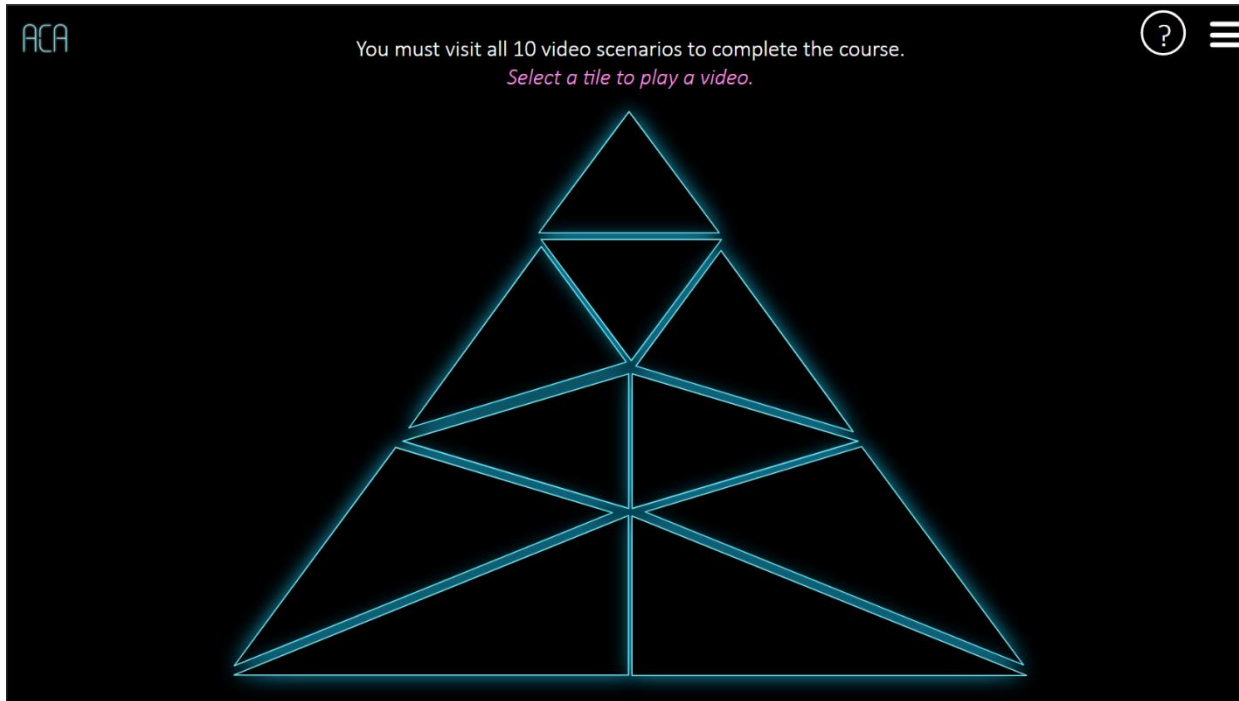 ACA
You must visit all 10 video scenarios to complete the course.
Select a tile to play a video.
?